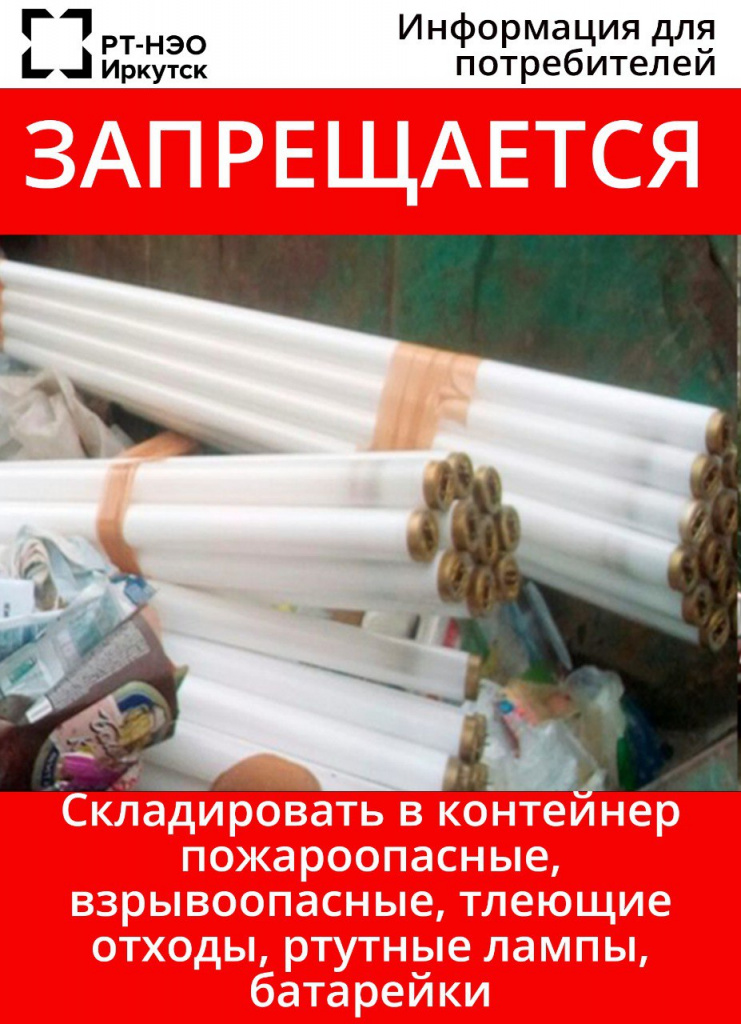 РТ-НЭО
Иркутск
Информация для
потребителей
ЗАПРЕЩАЕТСЯ
Складировать в контейнер
пожароопасные,
взрывоопасные, тлеющие
отходы, ртутные лампы,
батарейки